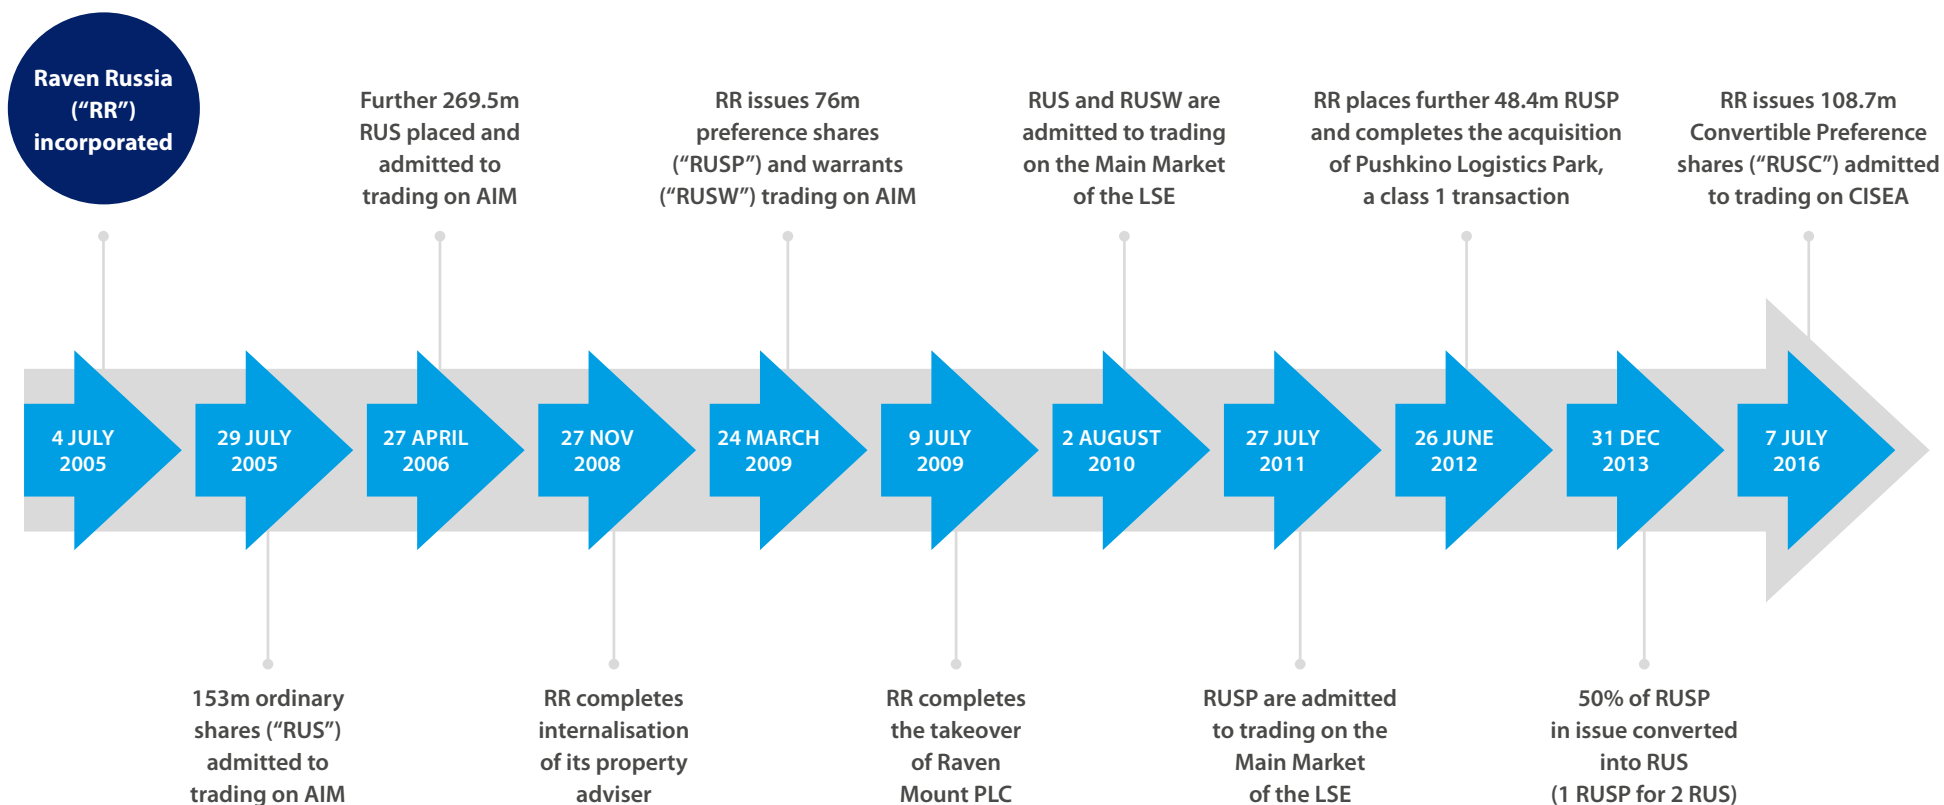 Raven Russia
(“RR”)
incorporated
Further 269.5m
RUS placed and
admitted to
trading on AIM
RR issues 76m
preference shares
(“RUSP”) and warrants
(“RUSW”) trading on AIM
RUS and RUSW are
admitted to trading
on the Main Market
of the LSE
RR places further 48.4m RUSP
and completes the acquisition
of Pushkino Logistics Park,
a class 1 transaction
RR issues 108.7m
Convertible Preference
shares (“RUSC”) admitted
to trading on CISEA
4 JULY
2005
29 JULY
2005
27 APRIL
2006
27 NOV
2008
24 MARCH
2009
9 JULY
2009
2 AUGUST
2010
27 JULY
2011
26 JUNE
2012
31 DEC
2013
7 JULY
2016
153m ordinary
shares (“RUS”)
admitted to
trading on AIM
RR completes
internalisation
of its property
adviser
RR completes
the takeover
of Raven
Mount PLC
RUSP are admitted
to trading on the
Main Market
of the LSE
50% of RUSP
in issue converted
into RUS
(1 RUSP for 2 RUS)